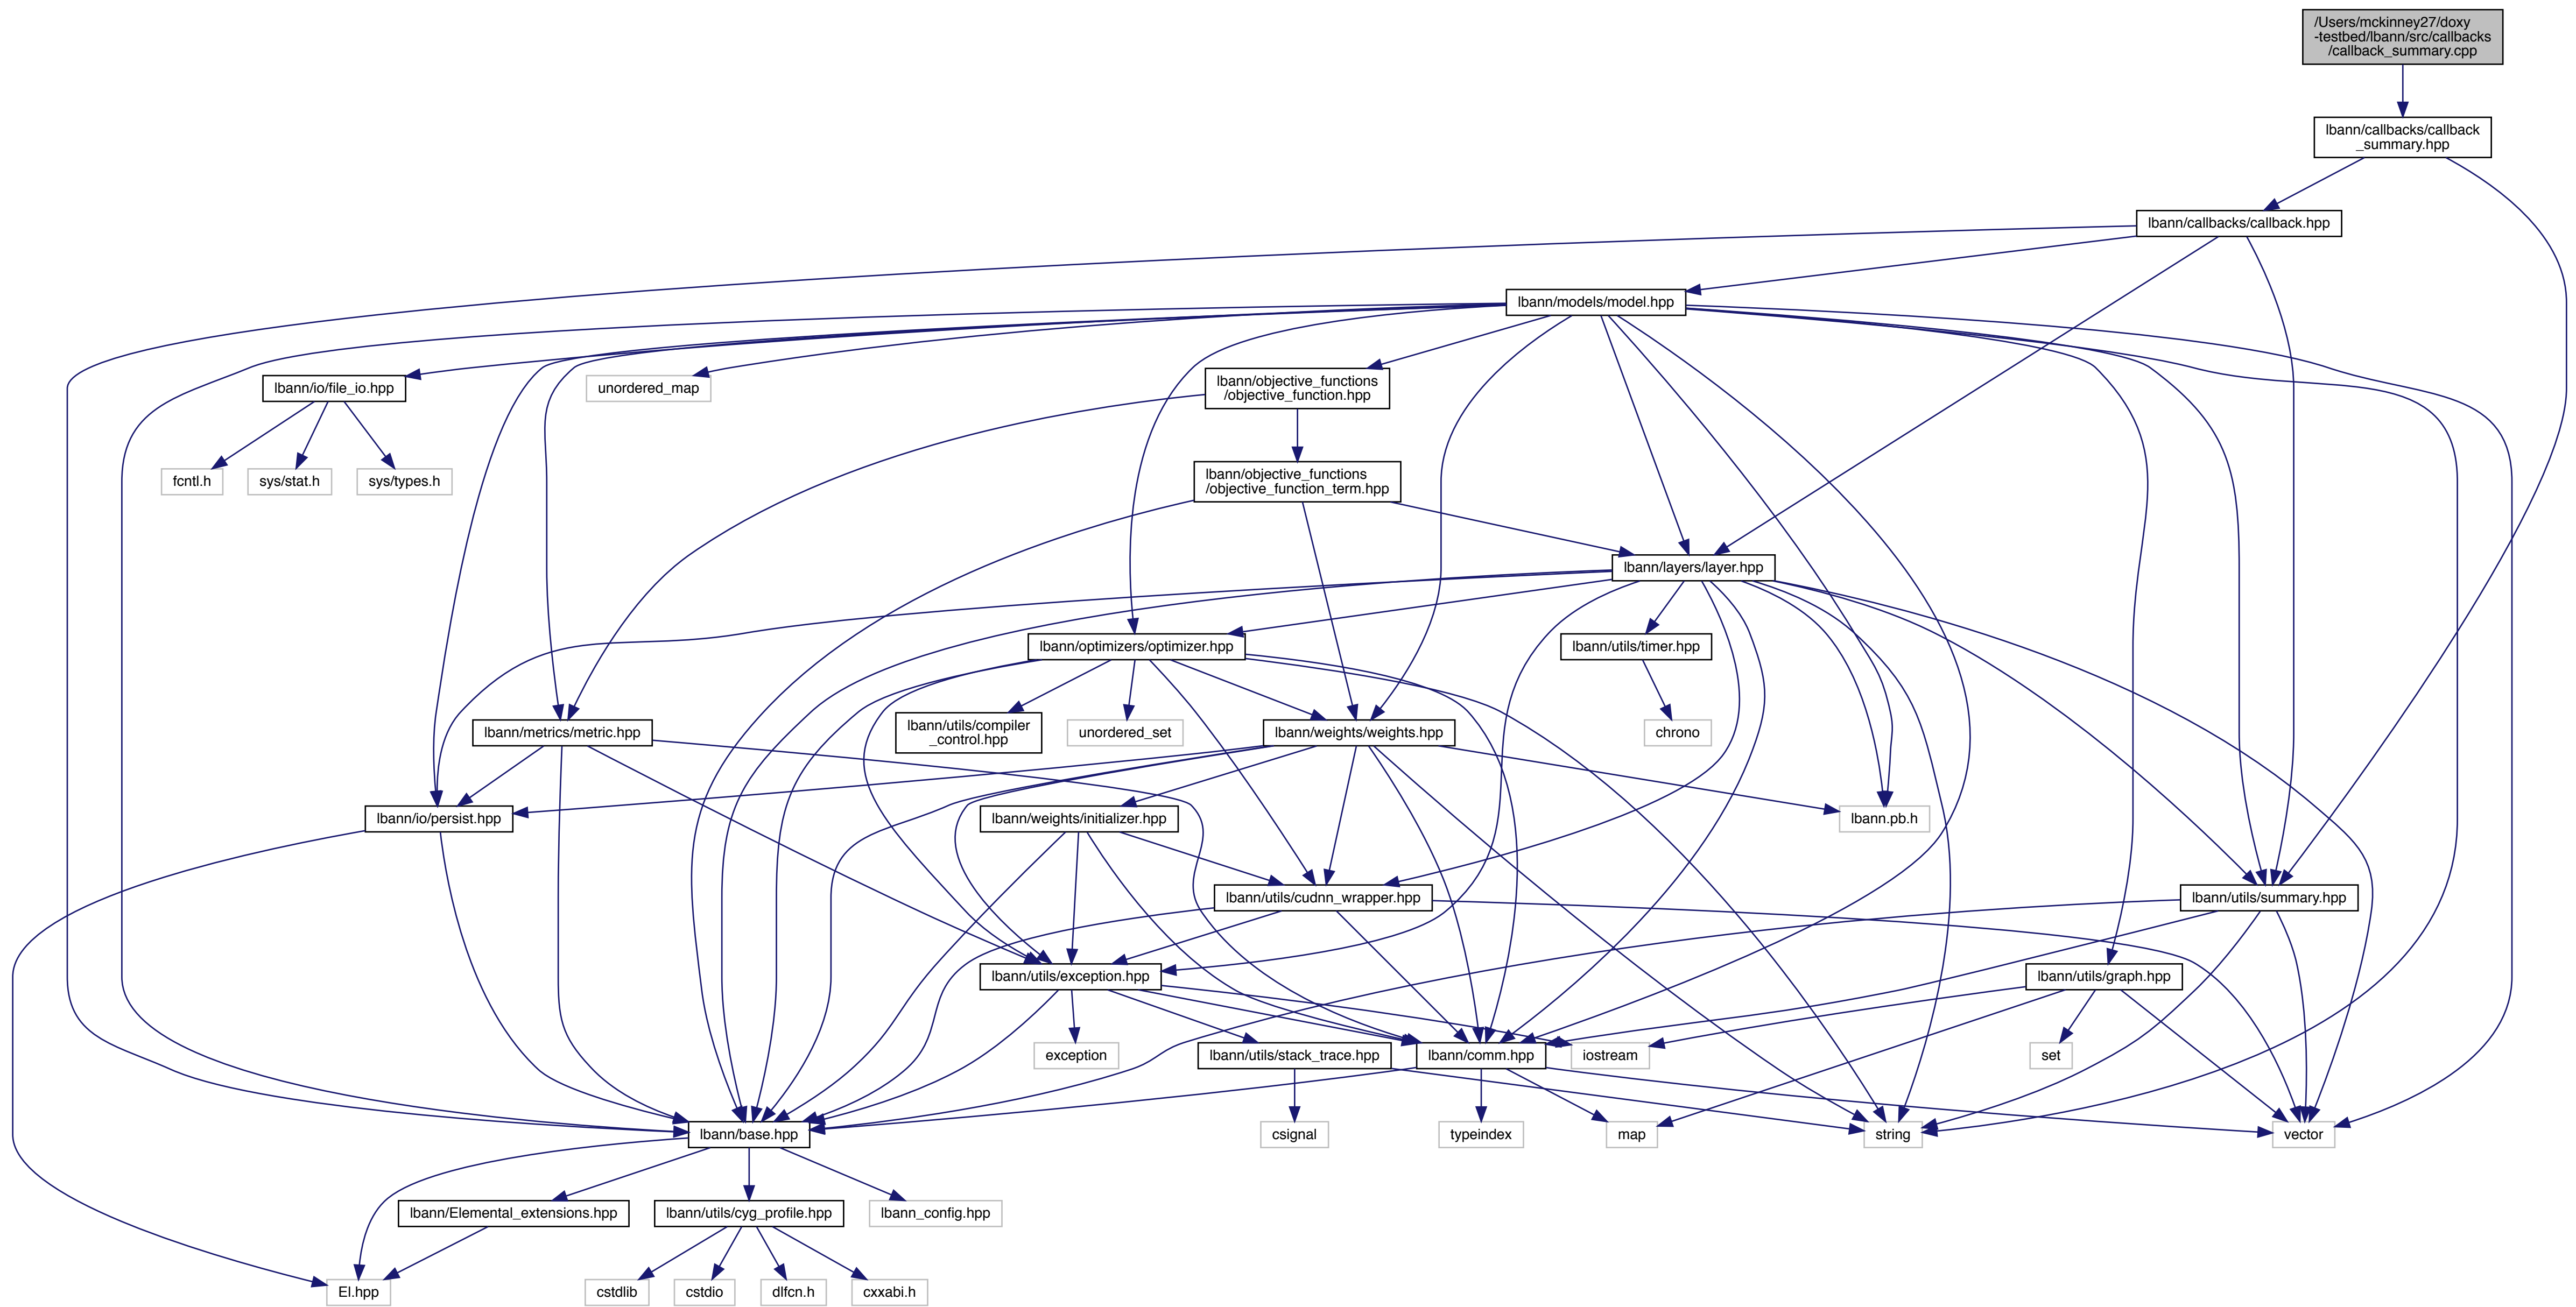 /Users/mckinney27/doxy
-testbed/lbann/src/callbacks
/callback_summary.cpp
lbann/callbacks/callback
_summary.hpp
lbann/callbacks/callback.hpp
lbann/models/model.hpp
lbann/io/file_io.hpp
unordered_map
lbann/objective_functions
/objective_function.hpp
fcntl.h
sys/stat.h
sys/types.h
lbann/objective_functions
/objective_function_term.hpp
lbann/layers/layer.hpp
lbann/optimizers/optimizer.hpp
lbann/utils/timer.hpp
lbann/metrics/metric.hpp
lbann/utils/compiler
_control.hpp
unordered_set
lbann/weights/weights.hpp
chrono
lbann/io/persist.hpp
lbann/weights/initializer.hpp
lbann.pb.h
lbann/utils/cudnn_wrapper.hpp
lbann/utils/summary.hpp
lbann/utils/exception.hpp
lbann/utils/graph.hpp
exception
lbann/utils/stack_trace.hpp
lbann/comm.hpp
iostream
set
lbann/base.hpp
csignal
typeindex
map
string
vector
lbann/Elemental_extensions.hpp
lbann/utils/cyg_profile.hpp
lbann_config.hpp
El.hpp
cstdlib
cstdio
dlfcn.h
cxxabi.h